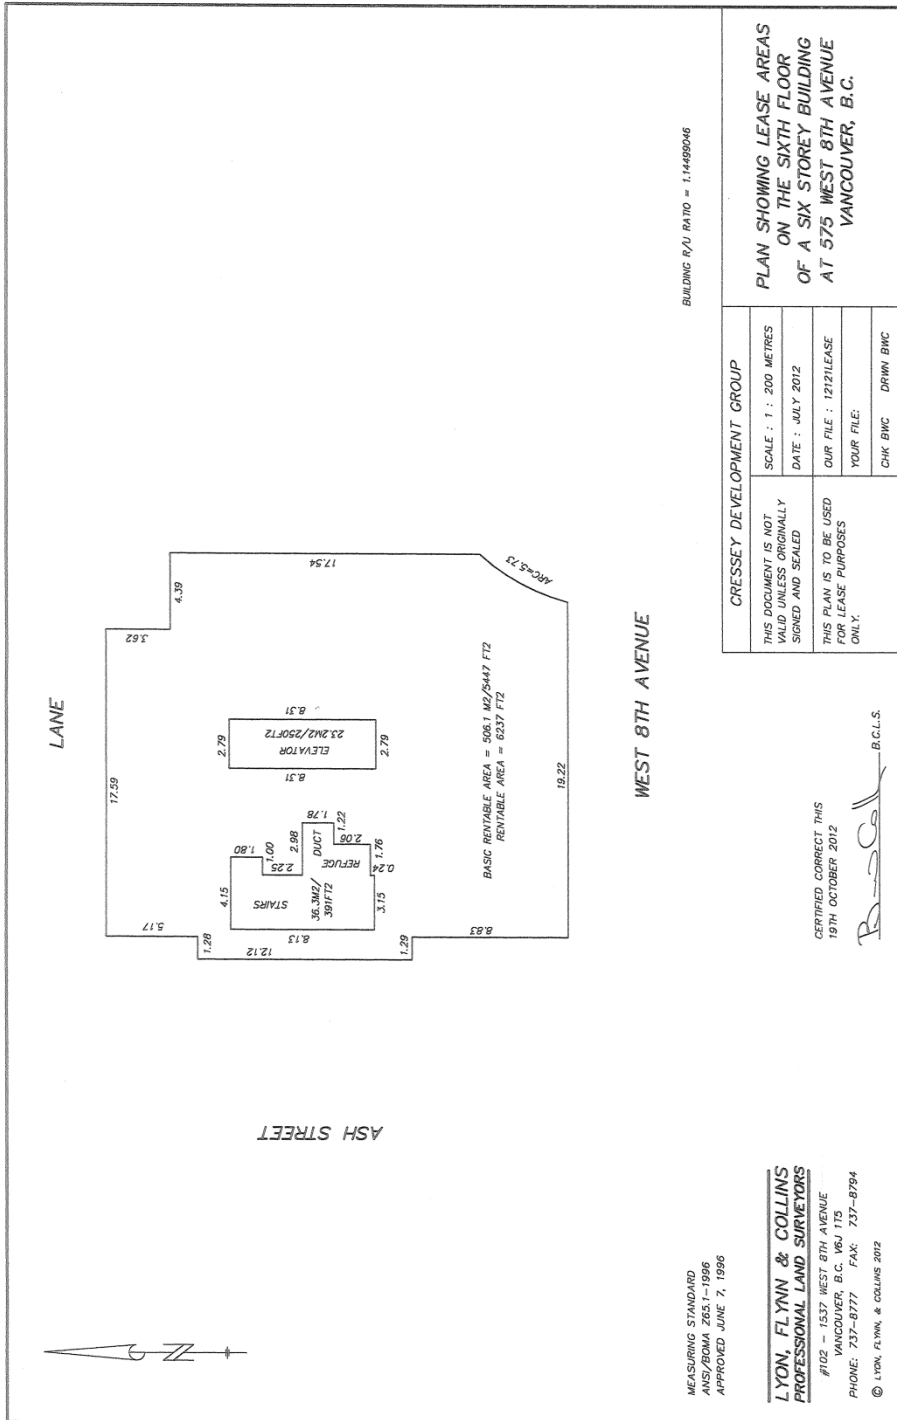 LANE
17.59
3.62
4.39
17.54
ARC=5.73
19.22
8.83
1.29
12.12
1.28
5.17
4.15
1.80
1.00
2.25
2.98
1.78
1.22
2.06
1.76
0.24
3.15
8.13
STAIRS
DUCT
REFUGE
36.3M2/
391FT2
2.79
8.31
ELEVATOR
23.2M2/250FT2
8.31
2.79
BASIC RENTABLE AREA = 506.1 M2/5447 FT2
RENTABLE AREA = 6237 FT2
ASH STREET
WEST 8TH AVENUE
N
BUILDING R/U RATIO = 1.14499046
MEASURING STANDARD
ANSI/BOMA Z65.1-1996
APPROVED JUNE 7, 1996
LYON, FLYNN & COLLINS
PROFESSIONAL LAND SURVEYORS
#102 - 1537 WEST 8TH AVENUE
VANCOUVER, B.C. V6J 1T5
PHONE: 737-8777 FAX: 737-8794
© LYON, FLYNN, & COLLINS 2012
CERTIFIED CORRECT THIS
19TH OCTOBER 2012
B.C.L.S.
CRESSEY DEVELOPMENT GROUP
THIS DOCUMENT IS NOT
VALID UNLESS ORIGINALLY
SIGNED AND SEALED
THIS PLAN IS TO BE USED
FOR LEASE PURPOSES
ONLY.
SCALE : 1 : 200 METRES
DATE : JULY 2012
OUR FILE : 12121LEASE
YOUR FILE:
CHK BWC DRWN BWC
PLAN SHOWING LEASE AREAS
ON THE SIXTH FLOOR
OF A SIX STOREY BUILDING
AT 575 WEST 8TH AVENUE
VANCOUVER, B.C.